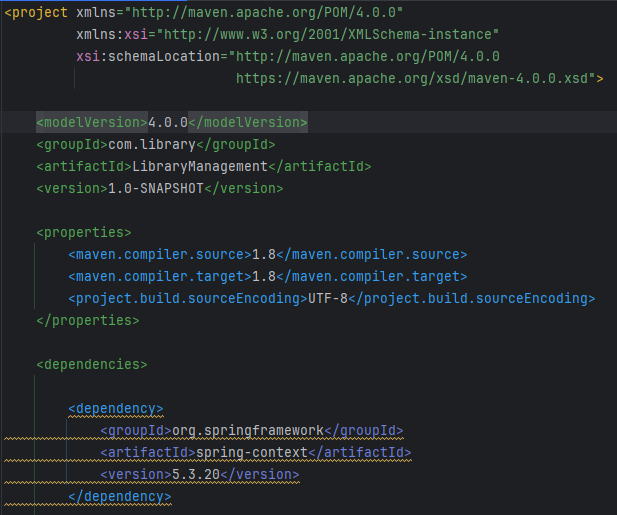 <project xmlns="http://maven.apache.org/POM/4.0.0"
xmlns:xsi="http://www.w3.org/2001/XMLSchema-instance"
xsi:schemaLocation="http://maven.apache.org/POM/4.0.0
https://maven.apache.org/xsd/maven-4.0.0.xsd">
<modelVersion>4.0.0</modelVersion>
<groupId>com.library</groupId>
<artifactId>LibraryManagement</artifactId>
<version>1.0-SNAPSHOT</version>
<properties>
<maven.compiler.source>1.8</maven.compiler.source>
<maven.compiler.target>1.8</maven.compiler.target>
<project.build.sourceEncoding>UTF-8</project.build.sourceEncoding>
</properties>
<dependencies>
<dependency>
<groupId>org.springframework</groupId>
<artifactId>spring-context</artifactId>
<version>5.3.20</version>
</dependency>